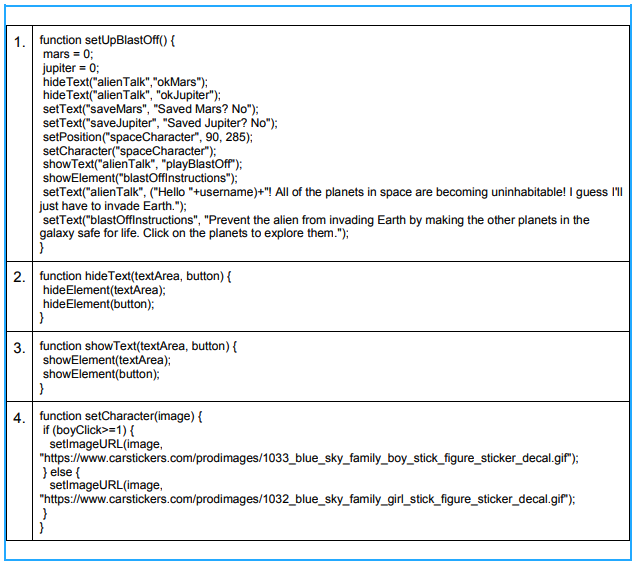 1. function setUpBlastOff() {
mars = 0;
jupiter = 0;
hideText("alienTalk","okMars");
hideText("alienTalk", "okJupiter");
setText("saveMars", "Saved Mars? No");
setText("saveJupiter", "Saved Jupiter? No");
setPosition("spaceCharacter", 90, 285);
setCharacter("spaceCharacter");
showText("alienTalk", "playBlastOff");
showElement("blastOffInstructions");
setText("alienTalk", ("Hello "+username)+"! All of the planets in space are becoming uninhabitable! I guess I'll
just have to invade Earth.");
setText("blastOffInstructions", "Prevent the alien from invading Earth by making the other planets in the
galaxy safe for life. Click on the planets to explore them.");
}
2. function hideText(textArea, button) {
hideElement(textArea);
hideElement(button);
}
3. function showText(textArea, button) {
showElement(textArea);
showElement(button);
}
4. function setCharacter(image) {
if (boyClick>=1) {
setImageURL(image,
"https://www.carstickers.com/prodimages/1033_blue_sky_family_boy_stick_figure_sticker_decal.gif");
} else {
setImageURL(image,
"https://www.carstickers.com/prodimages/1032_blue_sky_family_girl_stick_figure_sticker_decal.gif");
}
}